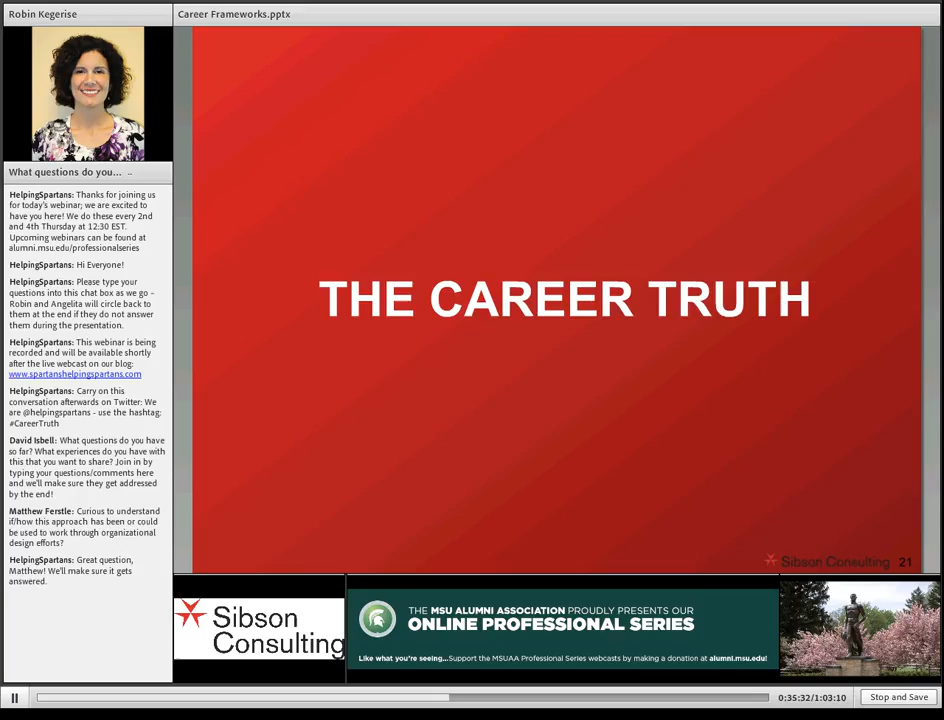 Robin Kegerise
Career Frameworks.pptx
What questions do you... ..
HelpingSpartans: Thanks for joining us
for today's webinar; we are excited to
have you here! We do these every 2nd
and 4th Thursday at 12:30 EST.
Upcoming webinars can be found at
alumni.msu.edu/professionalseries
HelpingSpartans: Hi Everyone!
HelpingSpartans: Please type your
questions into this chat box as we go -
Robin and Angelita will circle back to
them at the end if they do not answer
them during the presentation.
HelpingSpartans: This webinar is being
recorded and will be available shortly
after the live webcast on our blog:
www.spartanshelpingspartans.com
HelpingSpartans: Carry on this
conversation afterwards on Twitter: We
are @helpingspartans - use the hashtag:
#CareerTruth
David Isbell: What questions do you have
so far? What experiences do you have with
this that you want to share? Join in by
typing your questions/comments here
and we'll make sure they get addressed
by the end!
Matthew Ferstle: Curious to understand
if/how this approach has been or could
be used to work through organizational
design efforts?
HelpingSpartans: Great question,
Matthew! We'll make sure it gets
answered.
THE CAREER TRUTH
Sibson Consulting 21
Sibson
Consulting
THE MSU ALUMNI ASSOCIATION PROUDLY PRESENTS OUR
ONLINE PROFESSIONAL SERIES
Like what you're seeing...Support the MSUAA Professional Series webcasts by making a donation at alumni.msu.edu!
0:35:32/1:03:10
Stop and Save